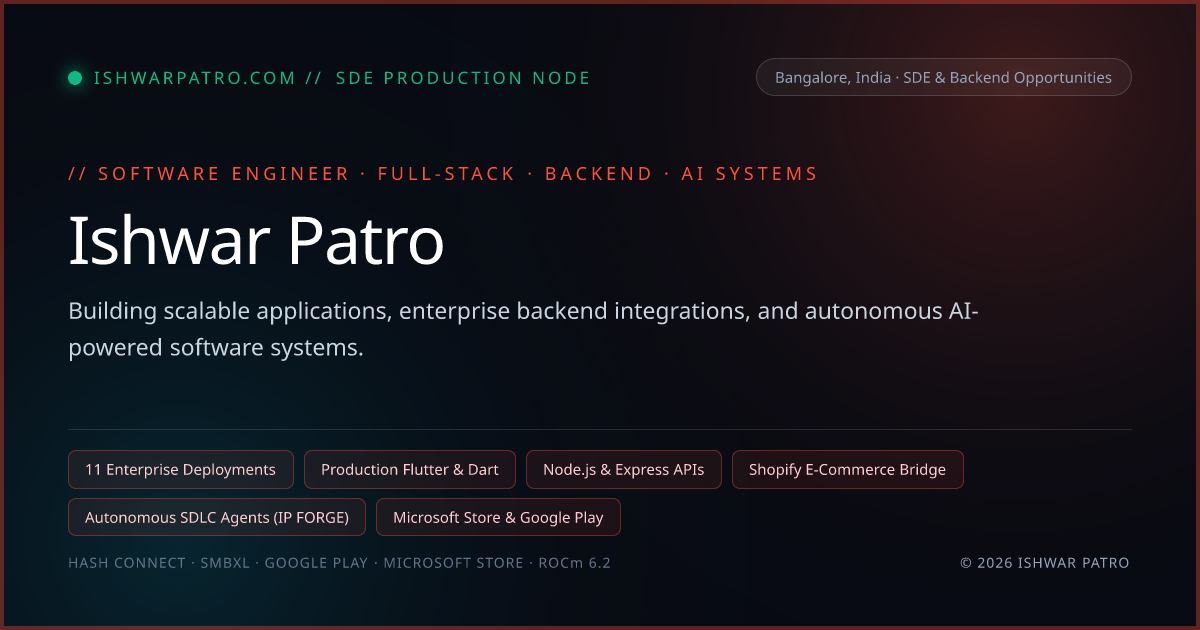 ISHWARPATRO.COM // SDE PRODUCTION NODE
Bangalore, India · SDE & Backend Opportunities
// SOFTWARE ENGINEER · FULL-STACK · BACKEND · AI SYSTEMS
Ishwar Patro
Building scalable applications, enterprise backend integrations, and autonomous AI-
powered software systems.
11 Enterprise Deployments
Production Flutter & Dart
Node.js & Express APIs
Shopify E-Commerce Bridge
Autonomous SDLC Agents (IP FORGE)
Microsoft Store & Google Play
HASH CONNECT · SMBXL · GOOGLE PLAY · MICROSOFT STORE · ROCm 6.2
© 2026 ISHWAR PATRO